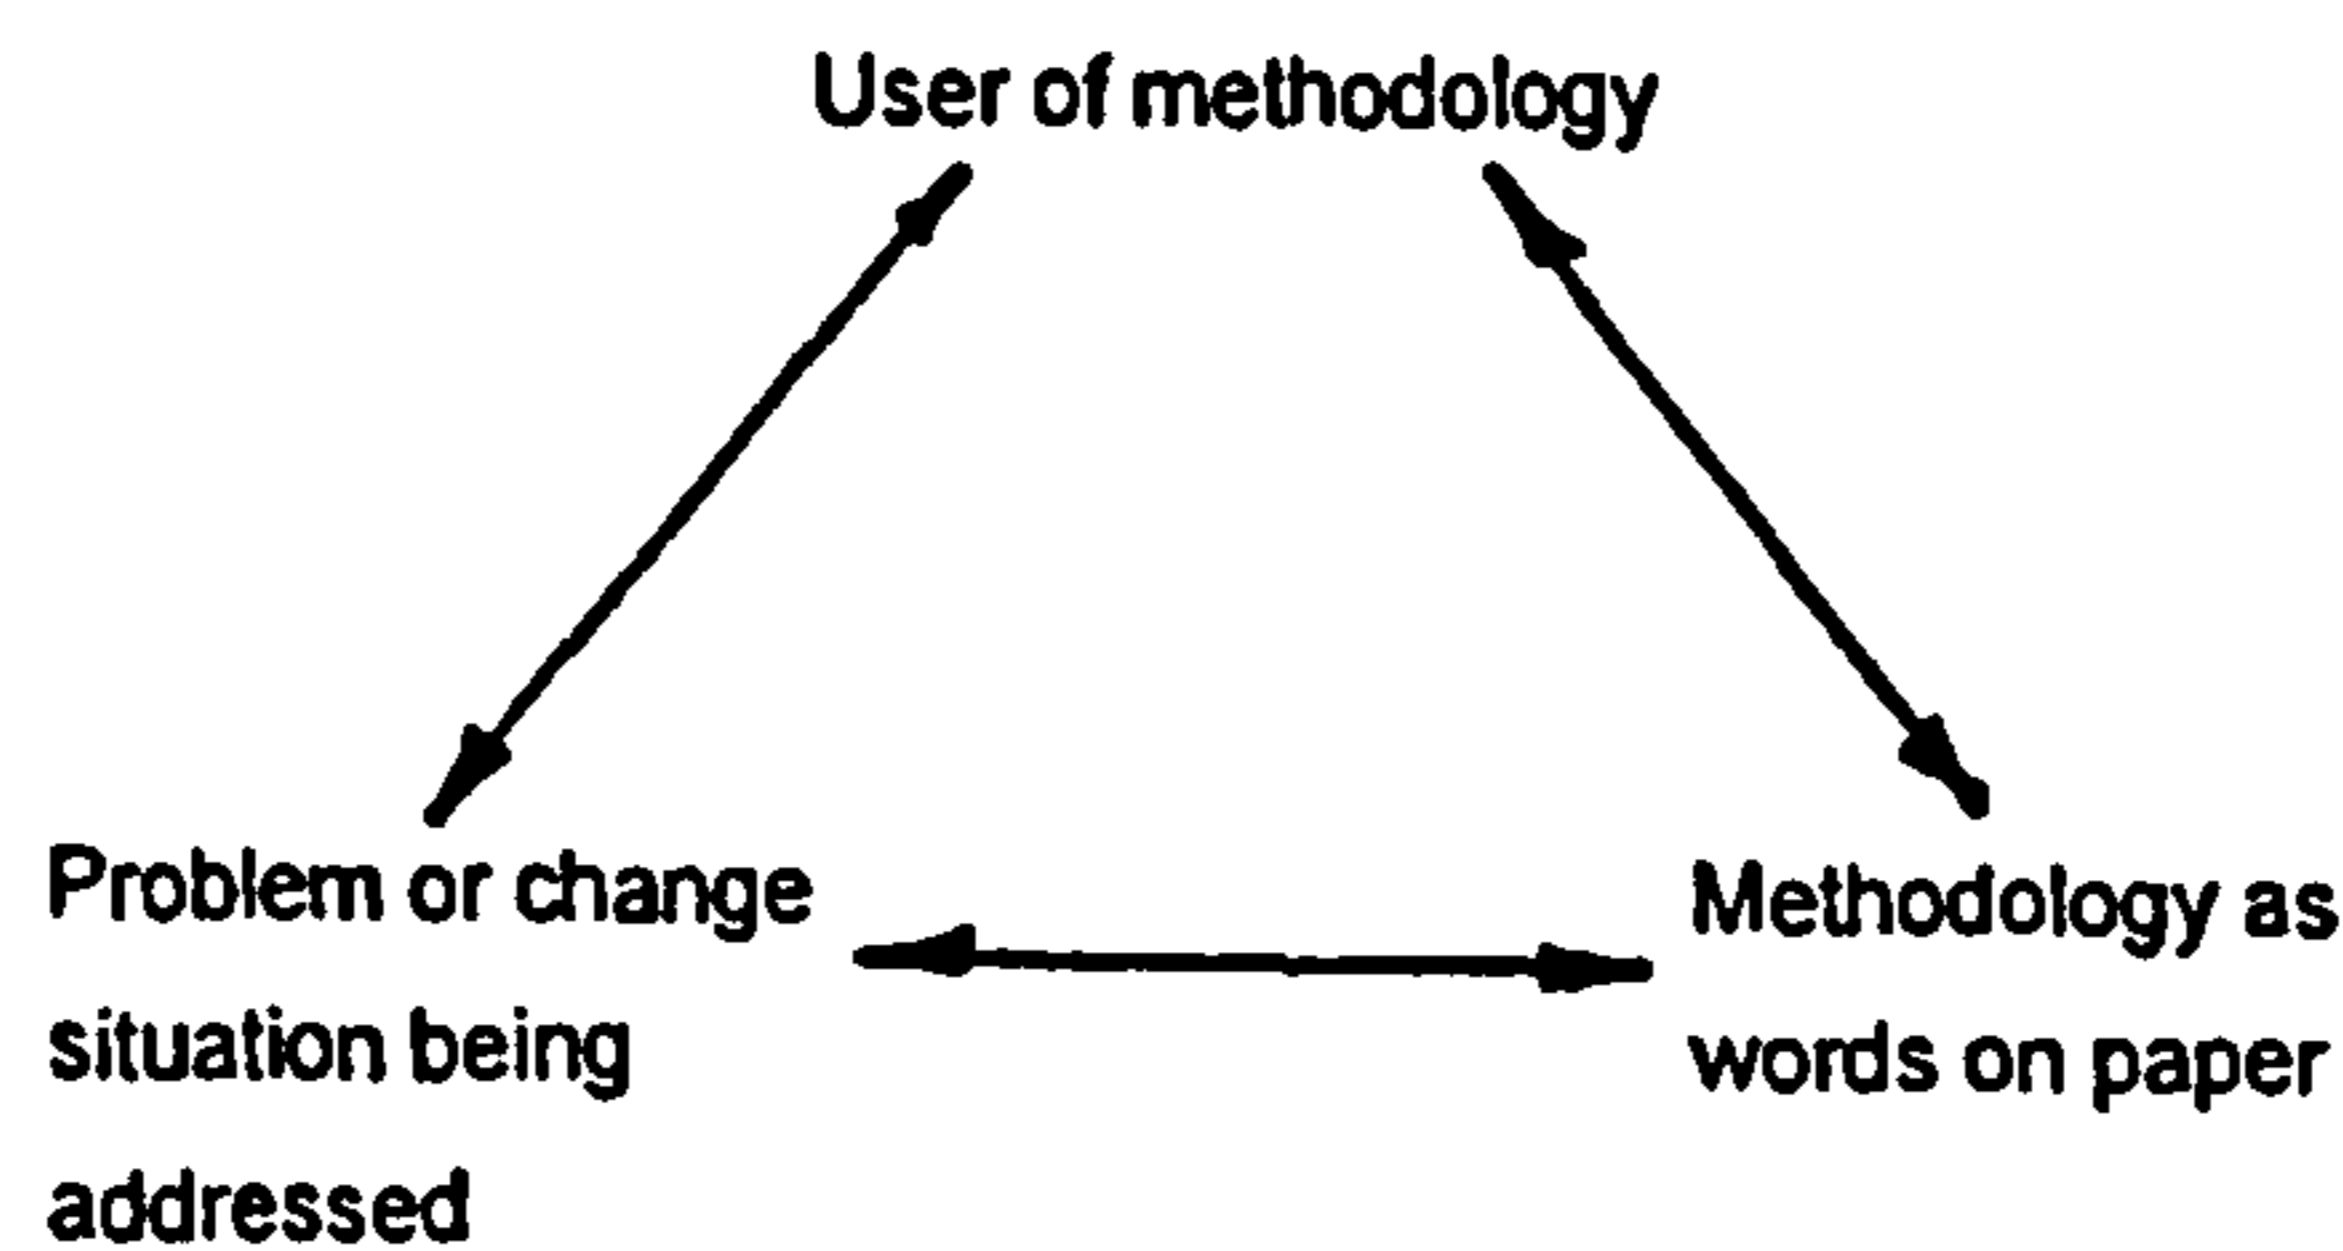 User of methodology
Problem or change
situation being
addressed
Methodology as
words on paper